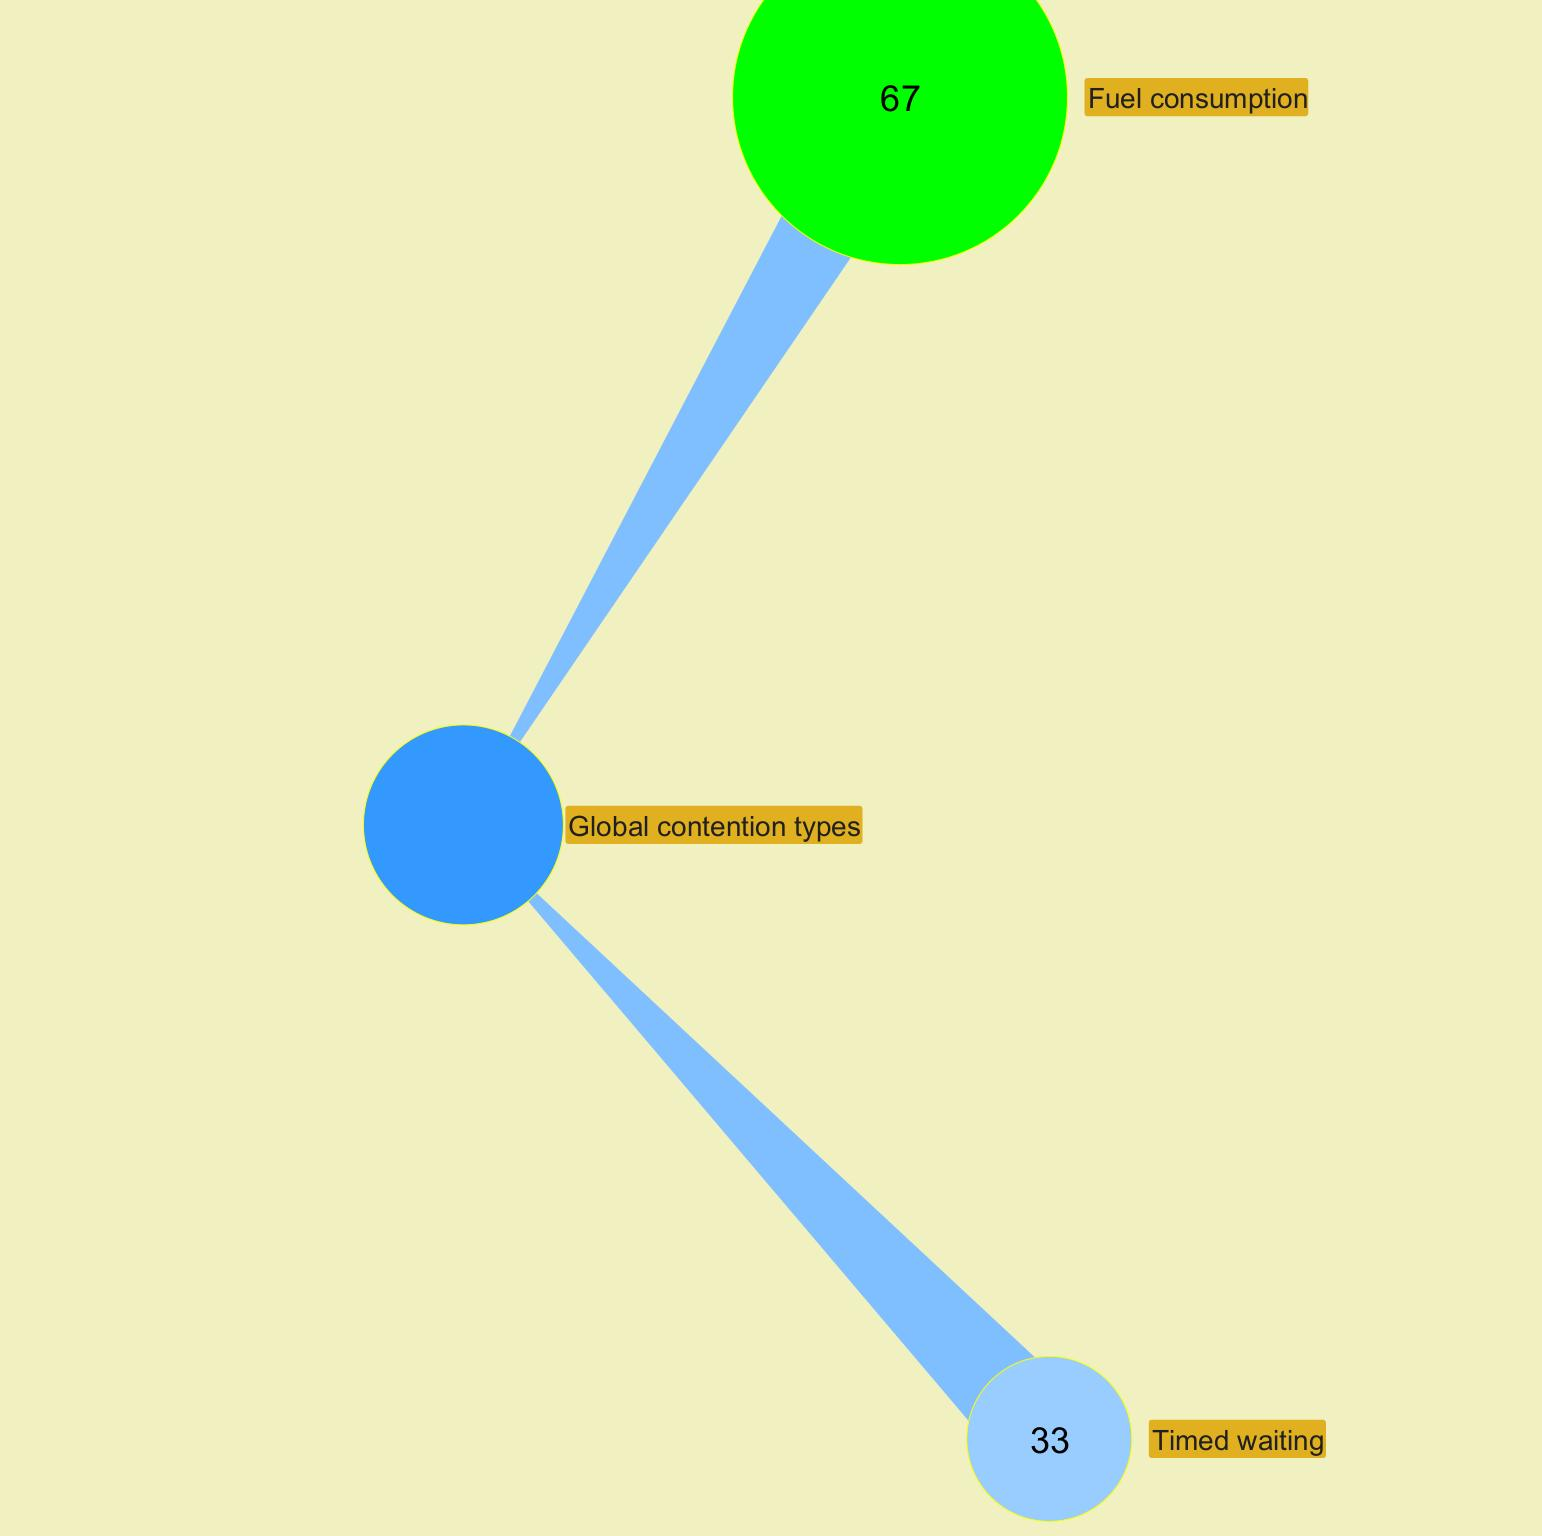 67
Fuel consumption
Global contention types
33
Timed waiting